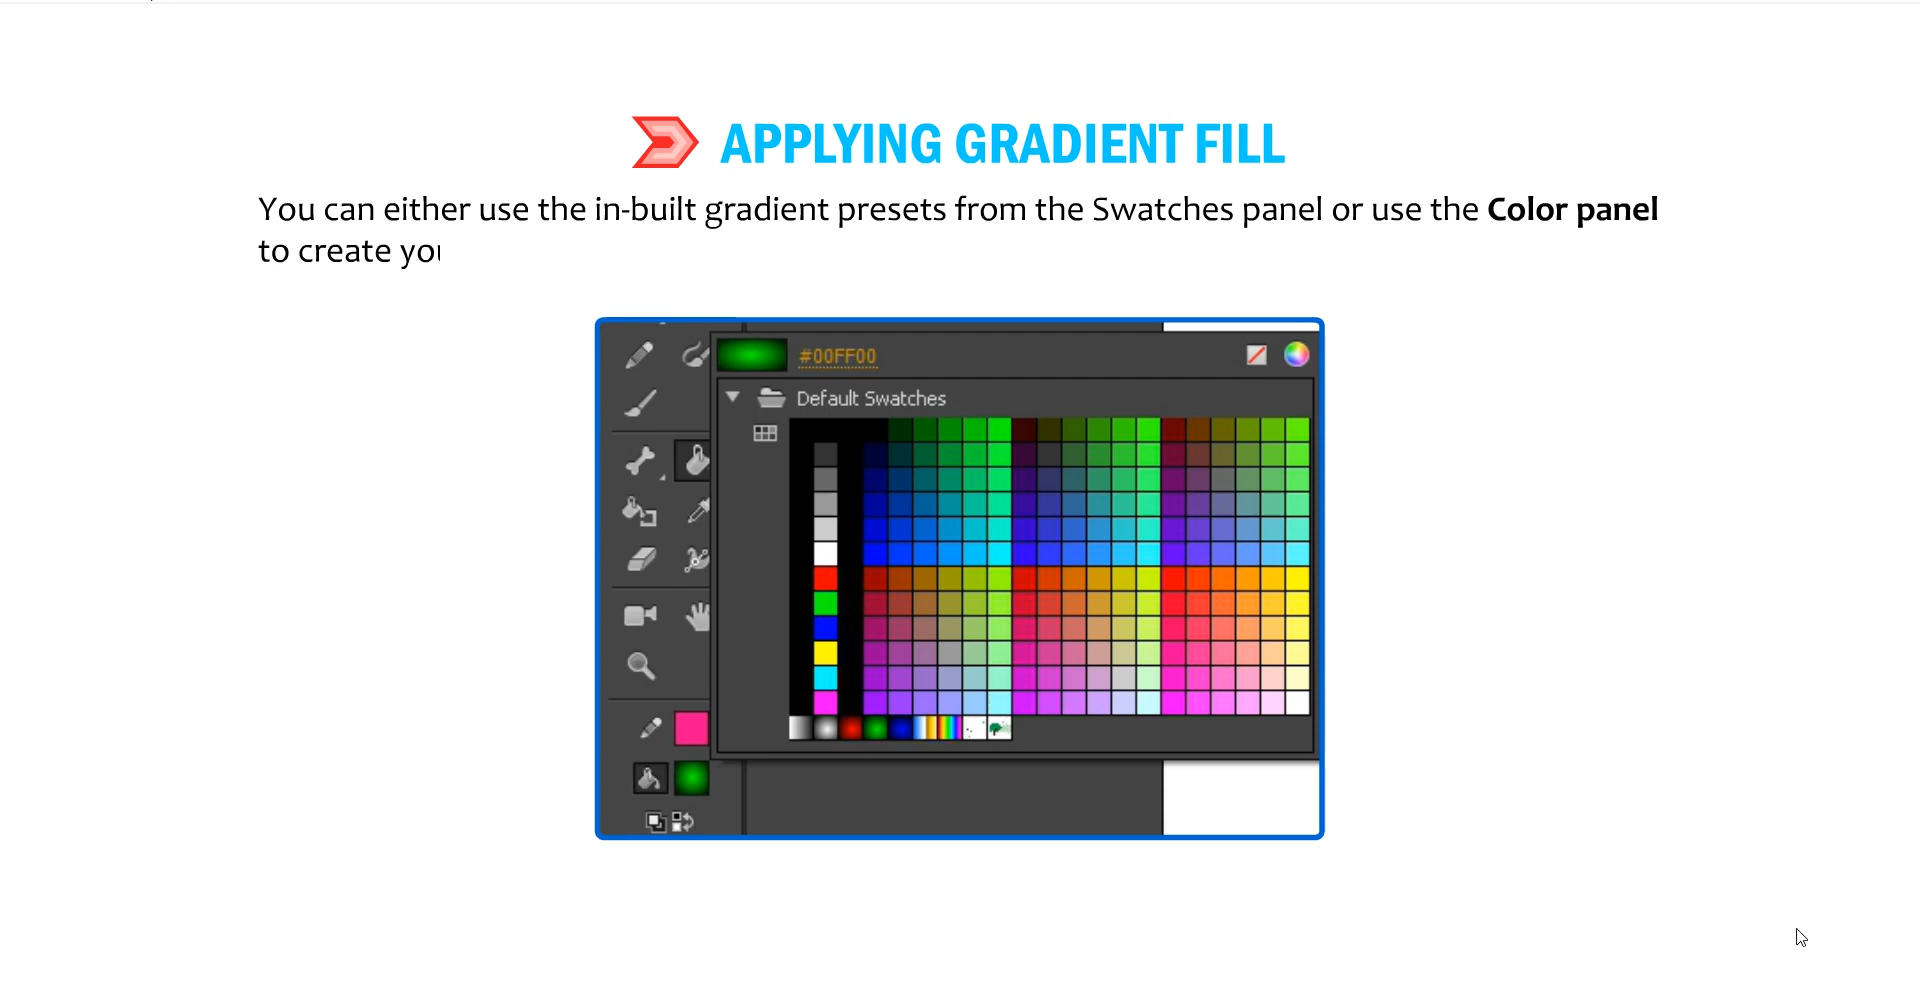 APPLYING GRADIENT FILL
You can either use the in-built gradient presets from the Swatches panel or use the Color panel
to create you
#00FF00
Default Swatches